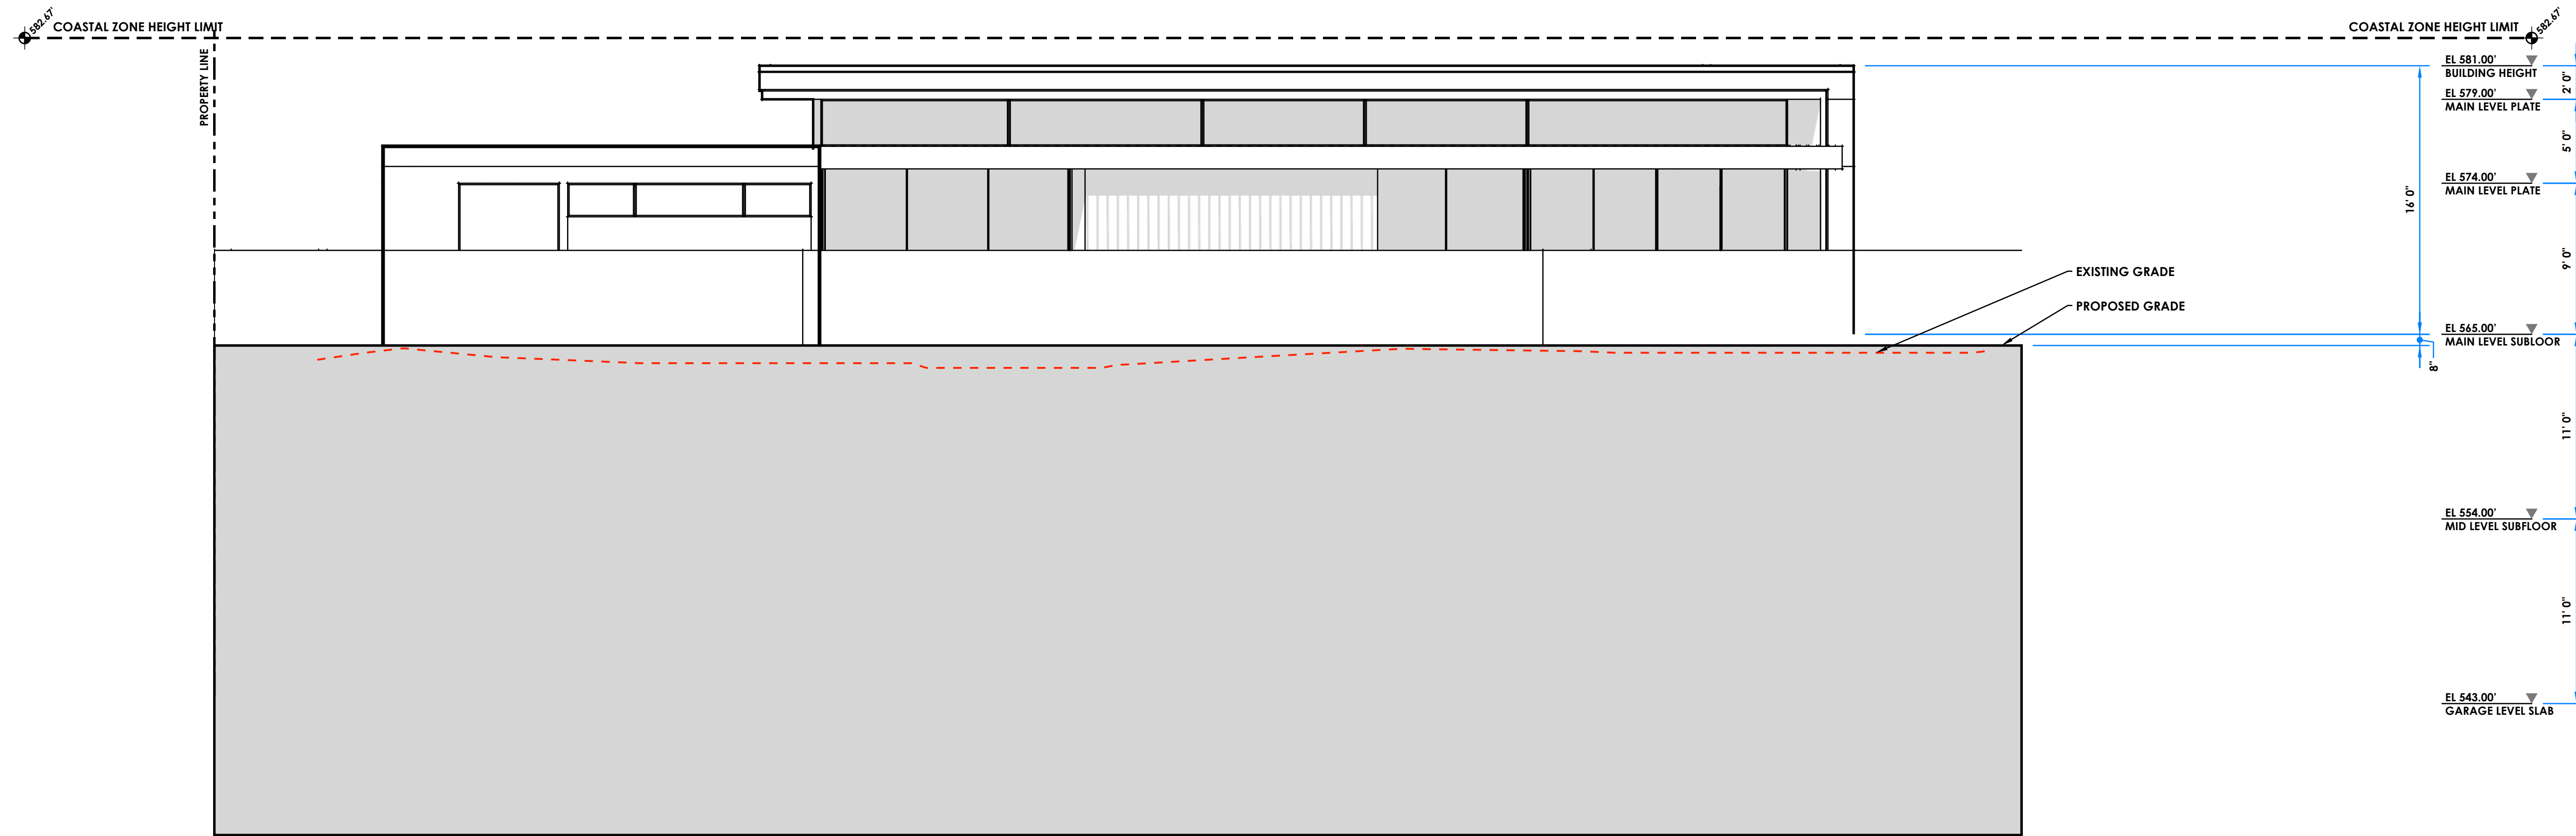 582.67'
COASTAL ZONE HEIGHT LIMIT
COASTAL ZONE HEIGHT LIMIT
582.67'
PROPERTY LINE
EL 581.00'
BUILDING HEIGHT
2' 0"
EL 579.00'
MAIN LEVEL PLATE
5' 0"
EL 574.00'
MAIN LEVEL PLATE
16' 0"
9' 0"
EXISTING GRADE
PROPOSED GRADE
EL 565.00'
MAIN LEVEL SUBLOOR
8"
11' 0"
EL 554.00'
MID LEVEL SUBFLOOR
11' 0"
EL 543.00'
GARAGE LEVEL SLAB